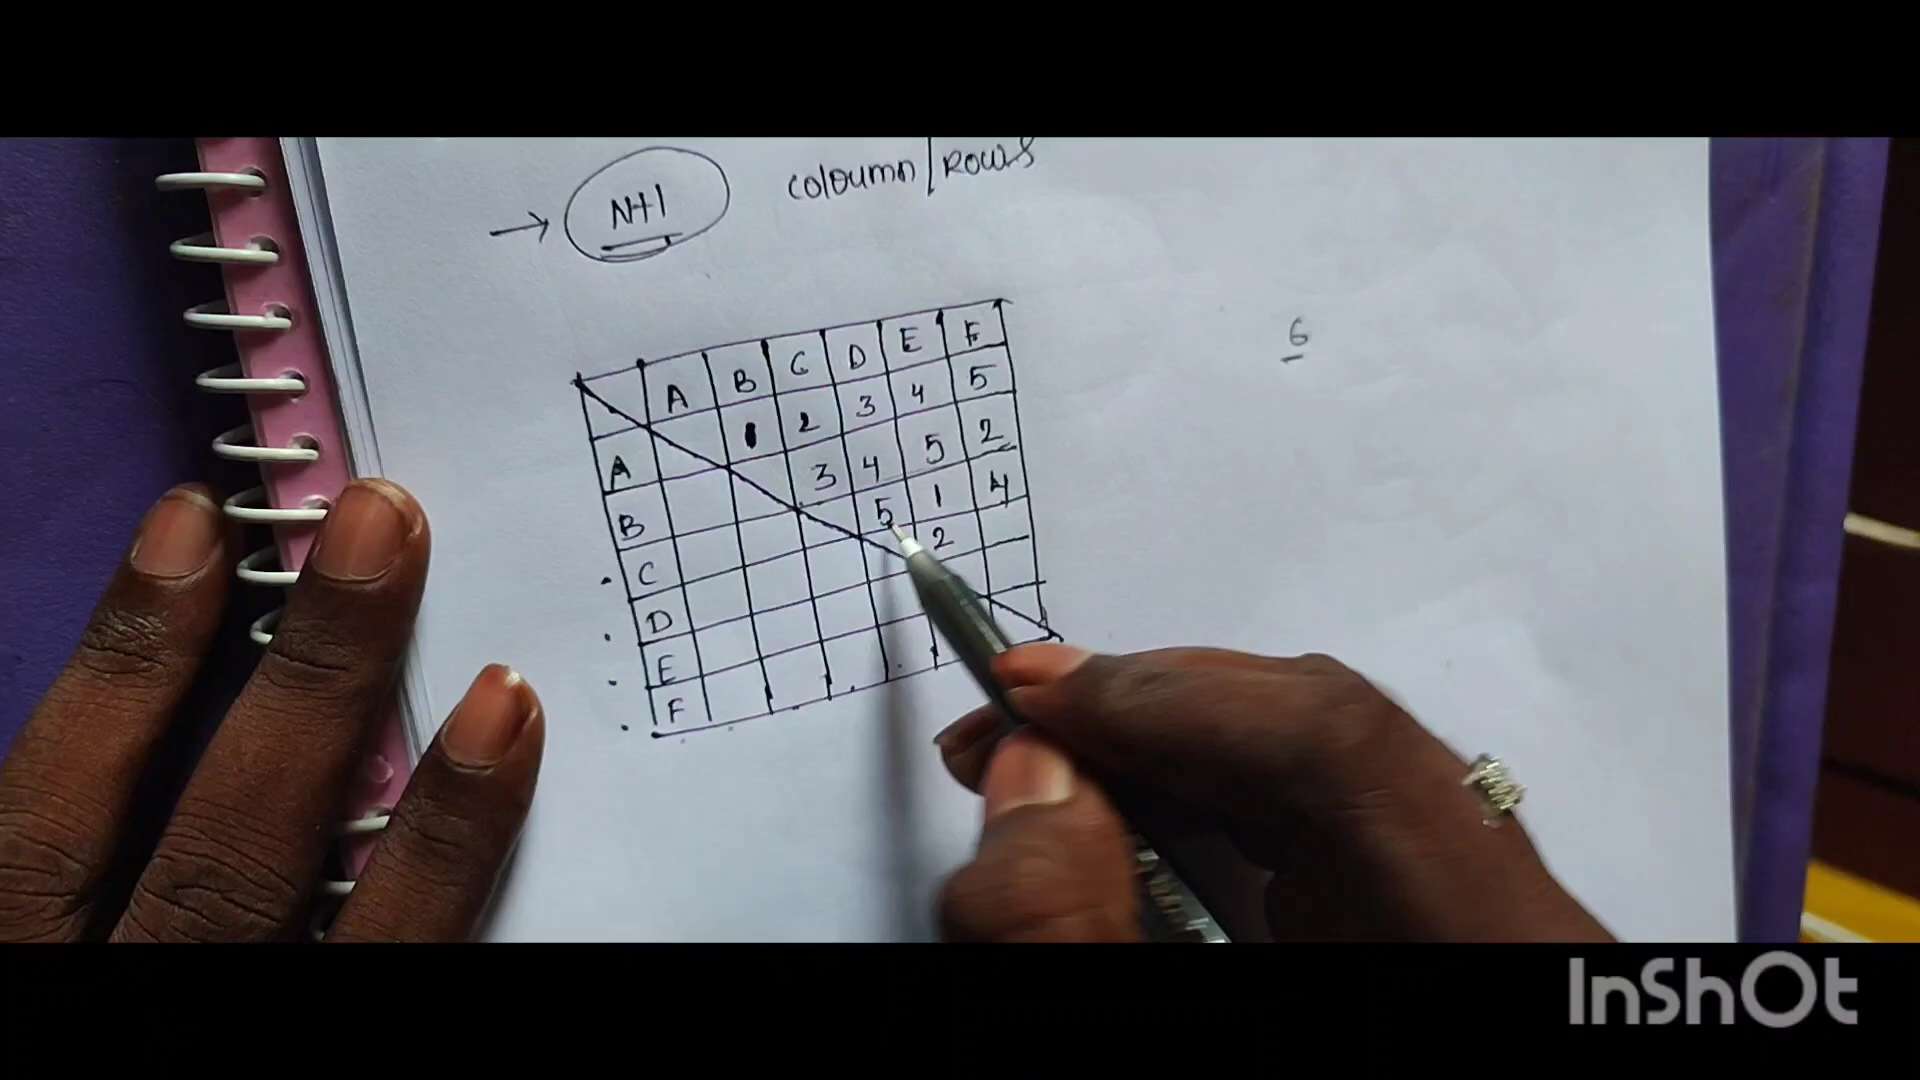 → N+1 coloumn/rows
6
A B C D E F
A 1 2 3 4 5
B 3 4 5 2
C 5 1 4
D 2
E
F
InShOt